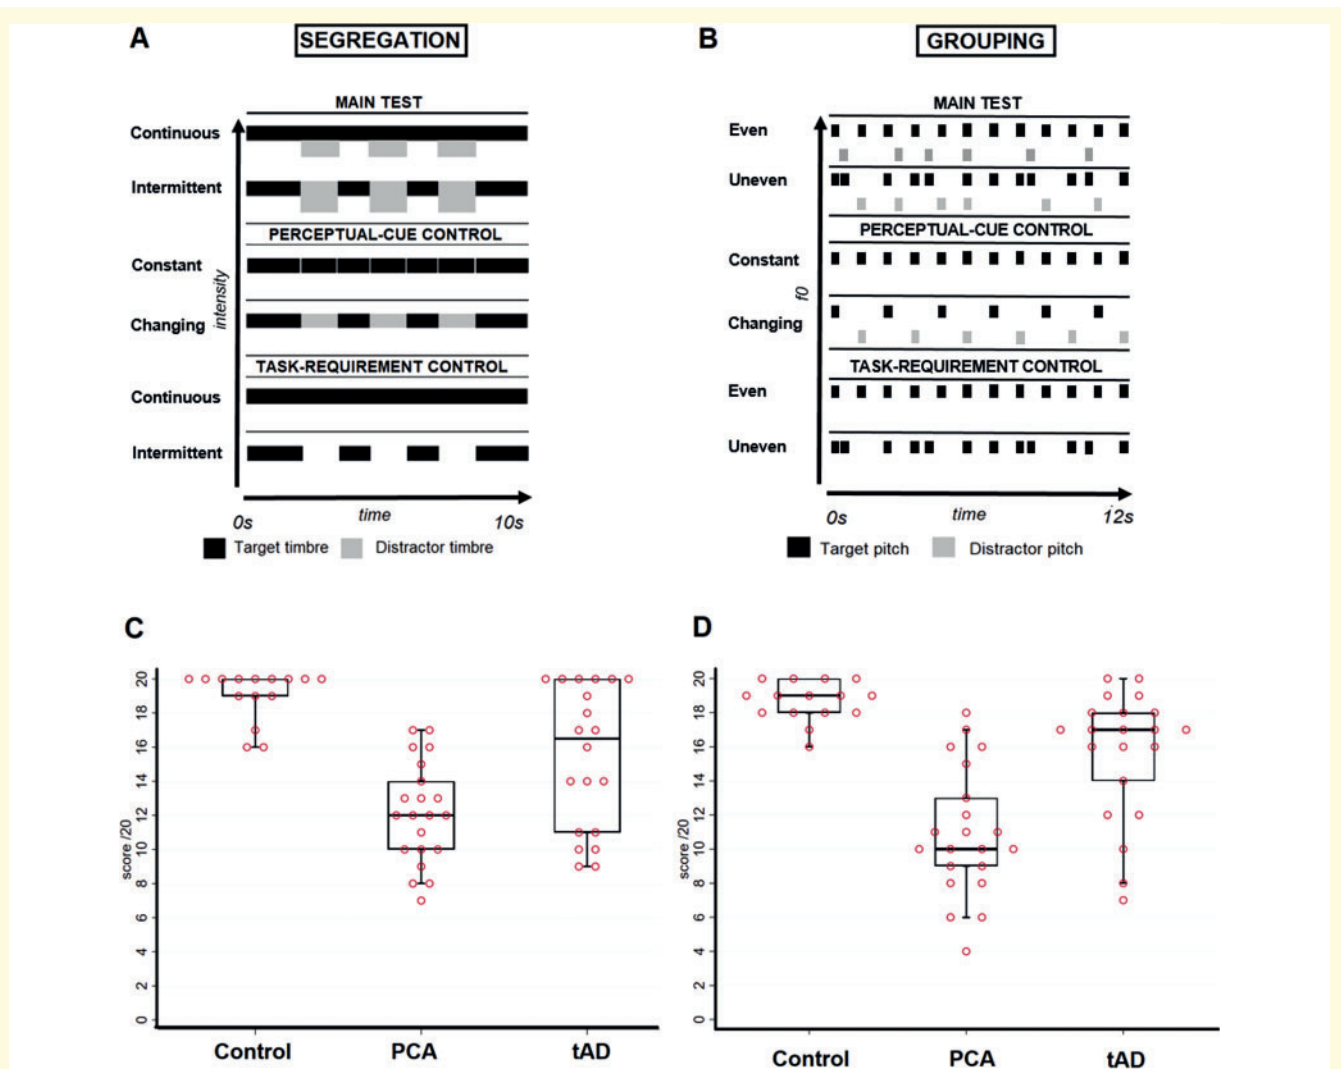 A
SEGREGATION
MAIN TEST
Continuous
Intermittent
PERCEPTUAL-CUE CONTROL
Constant
intensity
Changing
TASK-REQUIREMENT CONTROL
Continuous
Intermittent
0s
time
10s
Target timbre
Distractor timbre
B
GROUPING
MAIN TEST
Even
Uneven
PERCEPTUAL-CUE CONTROL
Constant
f0
Changing
TASK-REQUIREMENT CONTROL
Even
Uneven
0s
time
12s
Target pitch
Distractor pitch
C
score /20
20
18
16
14
12
10
8
6
4
2
0
Control
PCA
tAD
D
score /20
20
18
16
14
12
10
8
6
4
2
0
Control
PCA
tAD